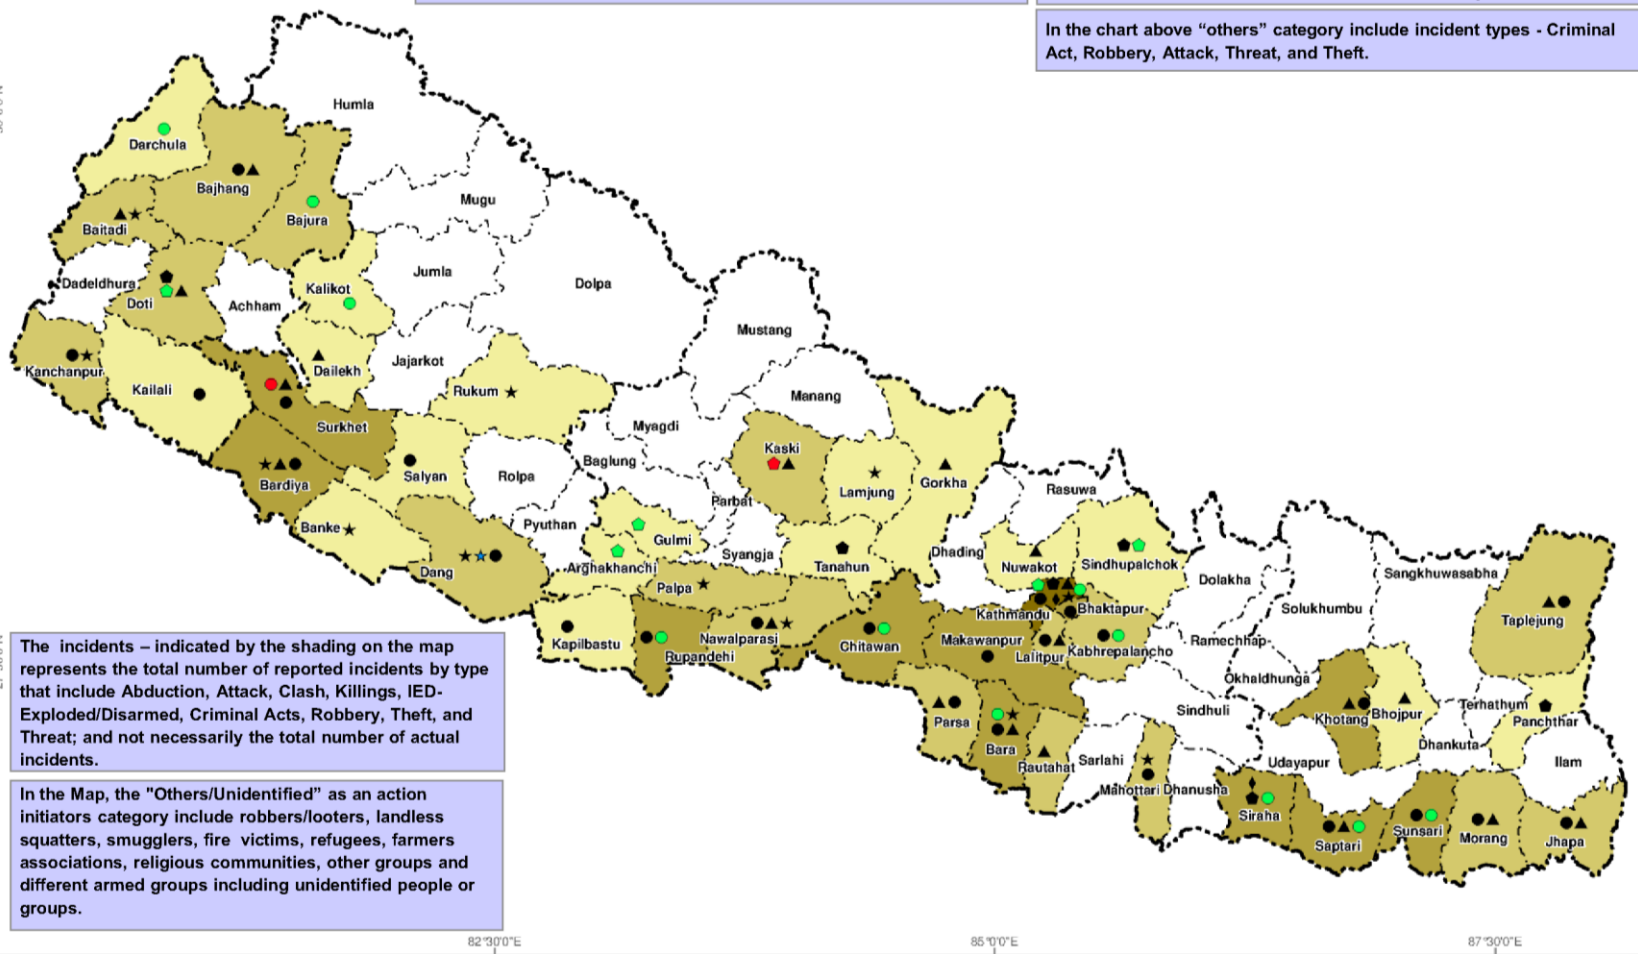 In the chart above “others” category include incident types - Criminal
Act, Robbery, Attack, Threat, and Theft.
Humla
Darchula
Bajhang
Mugu
Bajura
Baitadi
Jumla
Dadeldhura
Dolpa
Kalikot
Doti
Achham
Mustang
Jajarkot
Dailekh
Kanchanpur
Kailali
Rukum
Manang
Surkhet
Myagdi
Kaski
Baglung
Salyan
Rolpa
Bardiya
Lamjung
Gorkha
Rasuwa
Parbat
Pyuthan
Banke
Gulmi
Syangja
Dhading
Sindhupalchok
Nuwakot
Arghakhanchi
Tanahun
Dang
Sangkhuwasabha
Dolakha
Palpa
Solukhumbu
Bhaktapur
Kathmandu
Taplejung
Nawalparasi
Makawanpur
Ramechhap
Kapilbastu
Chitawan
Kabhrepalancho
Rupandehi
Lalitpur
Okhaldhunga
Terhathum
Sindhuli
Khotang
Bhojpur
Panchthar
Parsa
Dhankuta
Bara
Sarlahi
Udayapur
Ilam
Rautahat
Mahottari
Dhanusha
Siraha
Sunsari
Morang
Jhapa
Saptari
The incidents – indicated by the shading on the map
represents the total number of reported incidents by type
that include Abduction, Attack, Clash, Killings, IED-
Exploded/Disarmed, Criminal Acts, Robbery, Theft, and
Threat; and not necessarily the total number of actual
incidents.
In the Map, the "Others/Unidentified” as an action
initiators category include robbers/looters, landless
squatters, smugglers, fire victims, refugees, farmers
associations, religious communities, other groups and
different armed groups including unidentified people or
groups.
82°30'0"E
85°0'0"E
87°30'0"E